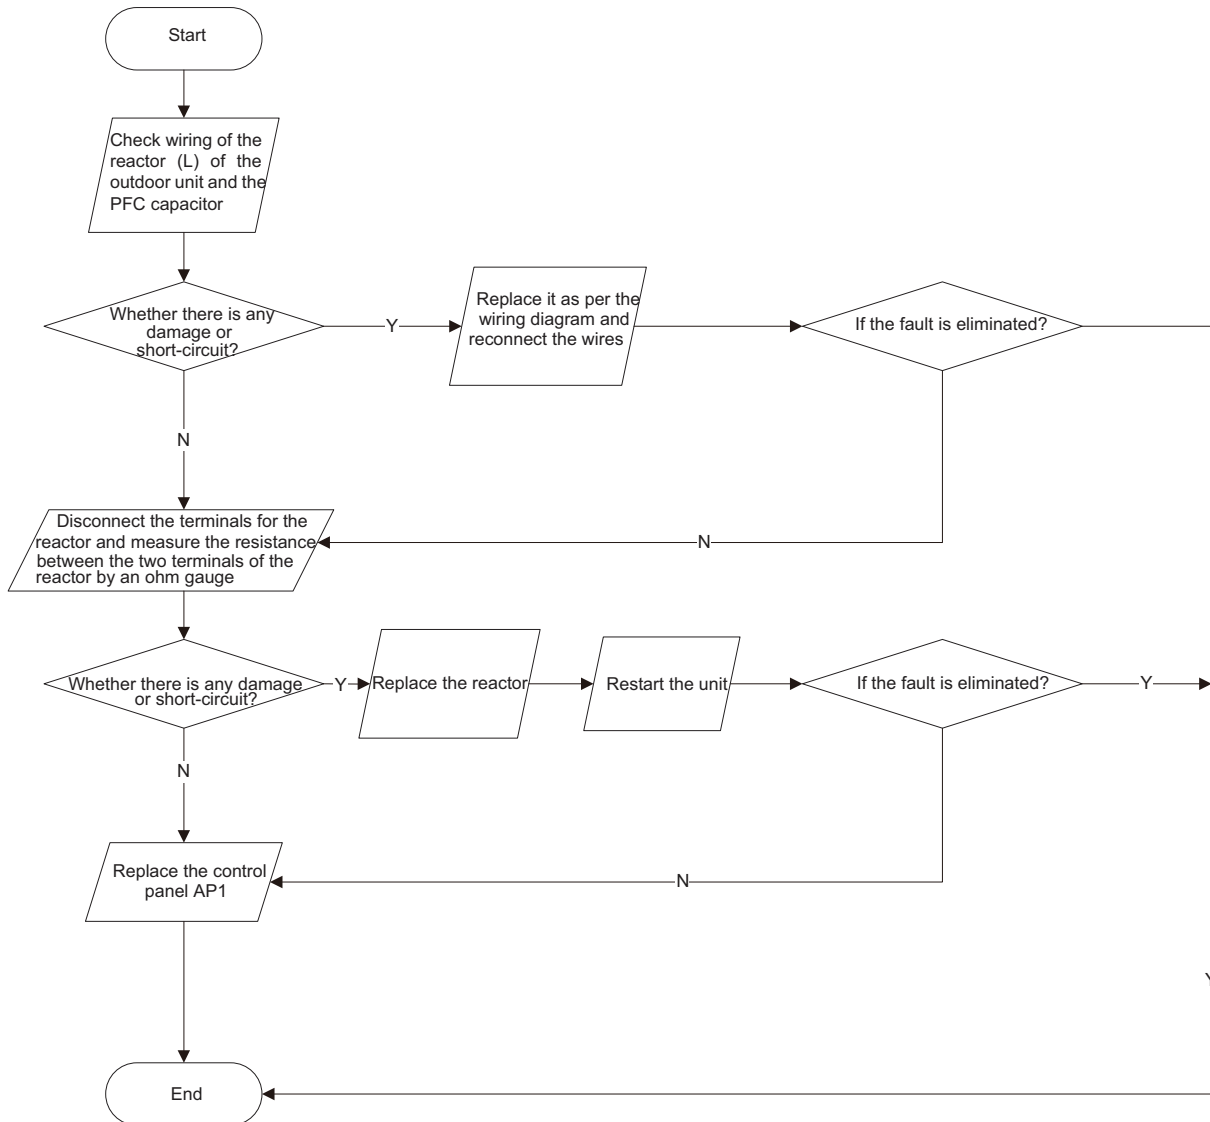 Start
Check wiring of the
reactor (L) of the
outdoor unit and the
PFC capacitor
Whether there is any
damage or
short-circuit?
Y
Replace it as per the
wiring diagram and
reconnect the wires
If the fault is eliminated?
N
Disconnect the terminals for the
reactor and measure the resistance
between the two terminals of the
reactor by an ohm gauge
N
Whether there is any damage
or short-circuit?
Y
Replace the reactor
Restart the unit
If the fault is eliminated?
Y
N
Replace the control
panel AP1
N
Y
End